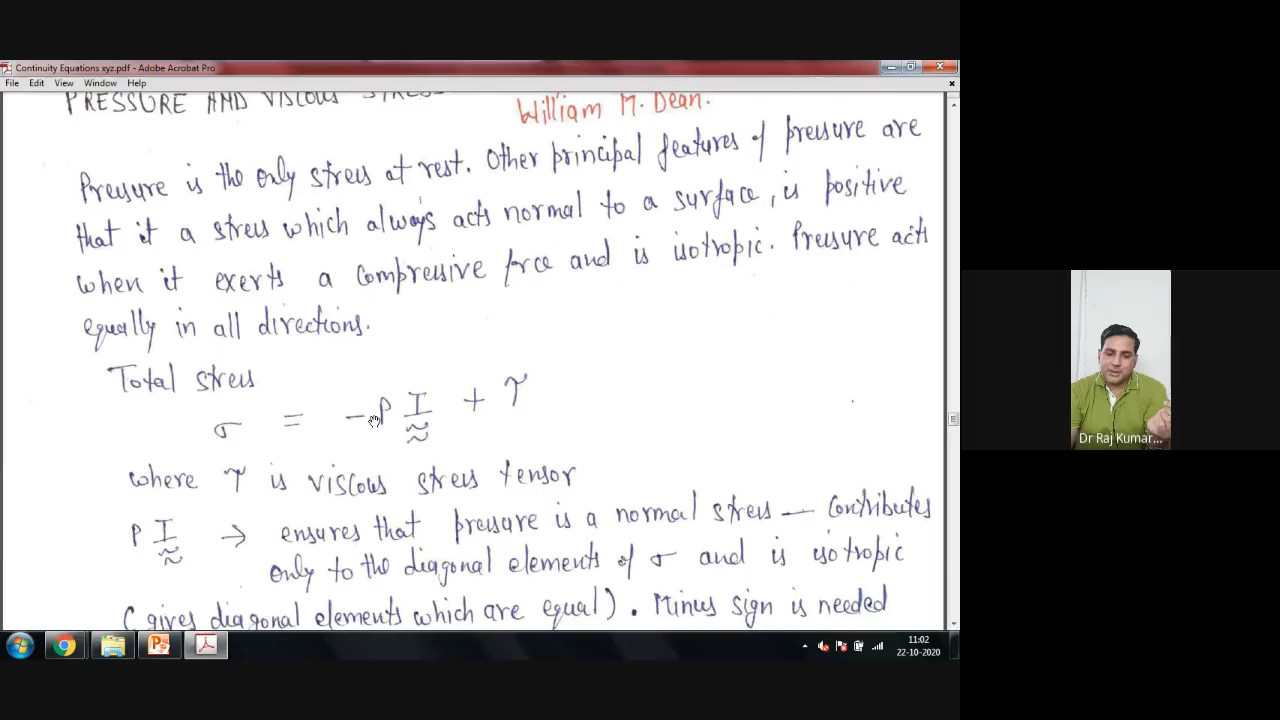 Continuity Equations xyz.pdf - Adobe Acrobat Pro
File Edit View Window Help
PRESSURE AND VISCOUS STRESS
William M. Dean.
Pressure is the only stress at rest. Other principal features of pressure are
that it a stress which always acts normal to a surface, is positive
when it exerts a compressive force and is isotropic. Pressure acts
equally in all directions.
Total stress
σ = -P I + τ
where τ is viscous stress tensor
P I → ensures that pressure is a normal stress — contributes
only to the diagonal elements of σ and is isotropic
(gives diagonal elements which are equal). Minus sign is needed
Dr Raj Kumar...
11:02
22-10-2020